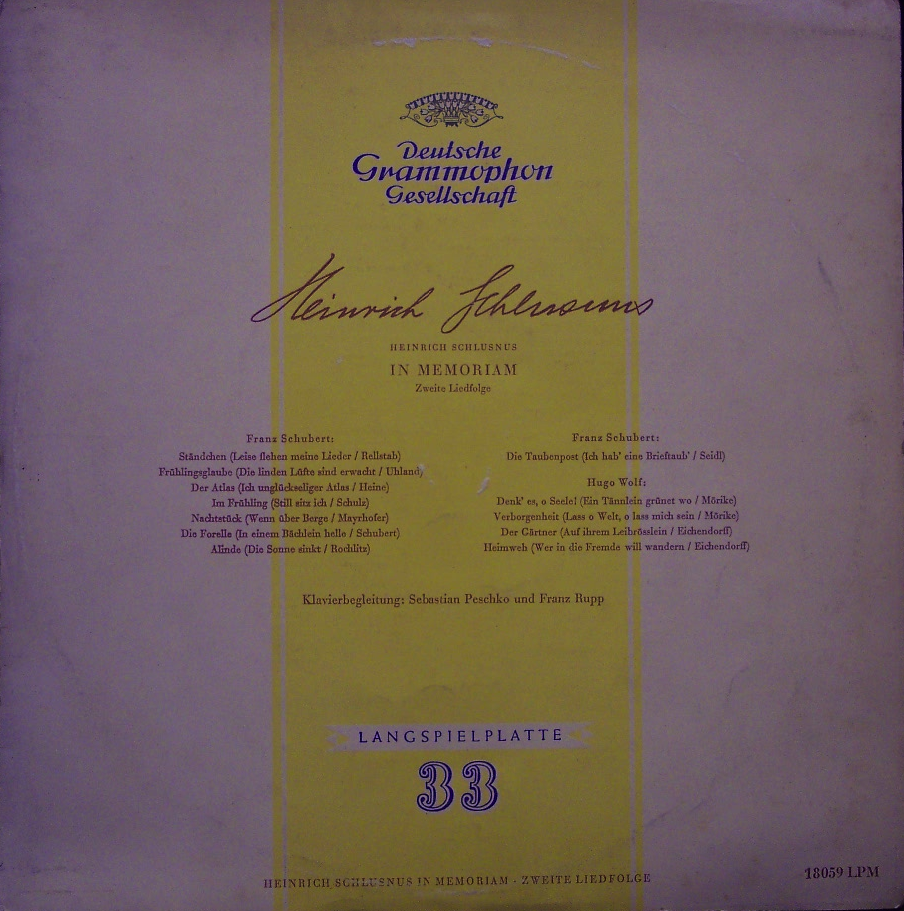 Deutsche
Grammophon
Gesellschaft
Heinrich Schlusnus
HEINRICH SCHLUSNUS
IN MEMORIAM
Zweite Liedfolge
Franz Schubert:
Ständchen (Leise flehen meine Lieder / Rellstab)
Frühlingsglaube (Die linden Lüfte sind erwacht / Uhland)
Der Atlas (Ich unglückseliger Atlas / Heine)
Im Frühling (Still sitz ich / Schulz)
Nachtstück (Wenn über Berge / Mayrhofer)
Die Forelle (In einem Bächlein helle / Schubert)
Alinde (Die Sonne sinkt / Rochlitz)
Franz Schubert:
Die Taubenpost (Ich hab' eine Brieftaub' / Seidl)
Hugo Wolf:
Denk' es, o Seele! (Ein Tännlein grünet wo / Mörike)
Verborgenheit (Lass o Welt, o lass mich sein / Mörike)
Der Gärtner (Auf ihrem Leibrösslein / Eichendorff)
Heimweh (Wer in die Fremde will wandern / Eichendorff)
Klavierbegleitung: Sebastian Peschko und Franz Rupp
LANGSPIELPLATTE
33
HEINRICH SCHLUSNUS IN MEMORIAM - ZWEITE LIEDFOLGE
18059 LPM